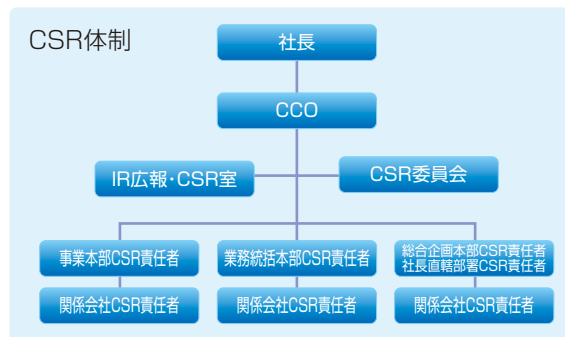 CSR体制
社長
CCO
IR広報・CSR室
CSR委員会
事業本部CSR責任者
業務統括本部CSR責任者
総合企画本部CSR責任者
社長直轄部署CSR責任者
関係会社CSR責任者
関係会社CSR責任者
関係会社CSR責任者